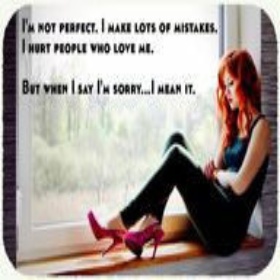 I'm not perfect. I make lots of mistakes.
I hurt people who love me.
But when I say I'm sorry...I mean it.